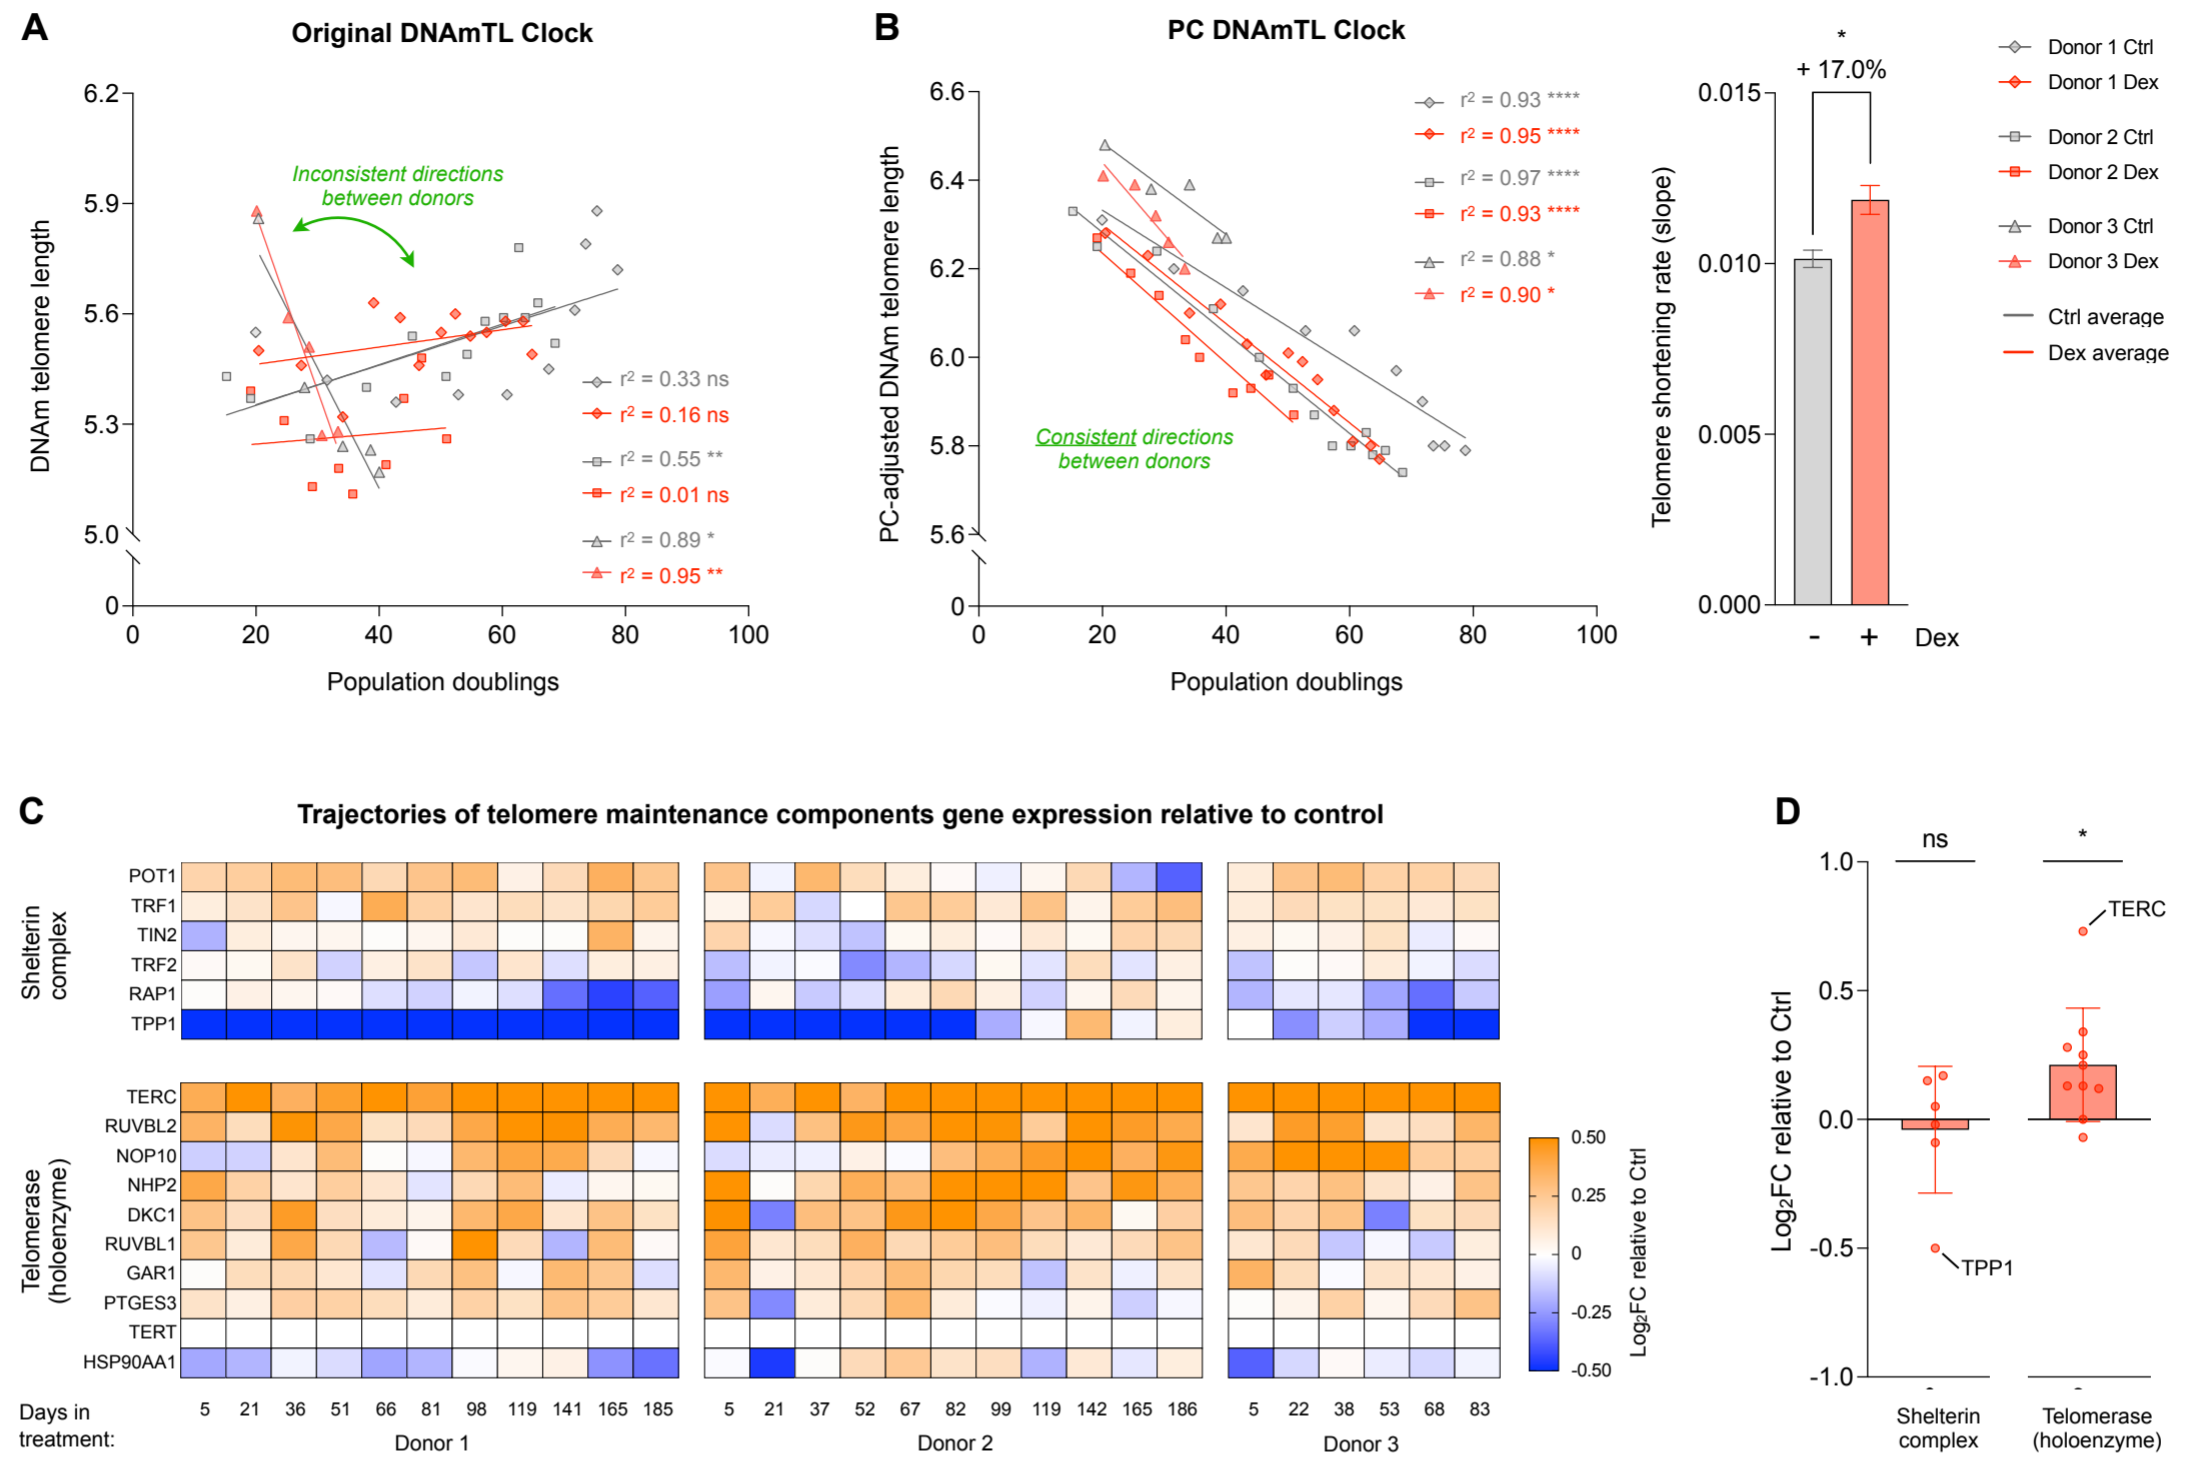 A
Original DNAmTL Clock
DNAm telomere length
6.2
5.9
5.6
5.3
5.0
0
Inconsistent directions
between donors
r² = 0.33 ns
r² = 0.16 ns
r² = 0.55 **
r² = 0.01 ns
r² = 0.89 *
r² = 0.95 **
0 20 40 60 80 100
Population doublings
B
PC DNAmTL Clock
PC-adjusted DNAm telomere length
6.6
6.4
6.2
6.0
5.8
5.6
0
r² = 0.93 ****
r² = 0.95 ****
r² = 0.97 ****
r² = 0.93 ****
r² = 0.88 *
r² = 0.90 *
Consistent directions
between donors
0 20 40 60 80 100
Population doublings
Telomere shortening rate (slope)
*
+ 17.0%
0.015
0.010
0.005
0.000
- + Dex
Donor 1 Ctrl
Donor 1 Dex
Donor 2 Ctrl
Donor 2 Dex
Donor 3 Ctrl
Donor 3 Dex
Ctrl average
Dex average
C
Trajectories of telomere maintenance components gene expression relative to control
Shelterin
complex
POT1
TRF1
TIN2
TRF2
RAP1
TPP1
Telomerase
(holoenzyme)
TERC
RUVBL2
NOP10
NHP2
DKC1
RUVBL1
GAR1
PTGES3
TERT
HSP90AA1
Days in
treatment:
5 21 36 51 66 81 98 119 141 165 185
Donor 1
5 21 37 52 67 82 99 119 142 165 186
Donor 2
5 22 38 53 68 83
Donor 3
0.50
0.25
0
-0.25
-0.50
Log₂FC relative to Ctrl
D
Log₂FC relative to Ctrl
1.0
0.5
0.0
-0.5
-1.0
ns
*
TERC
TPP1
Shelterin
complex
Telomerase
(holoenzyme)